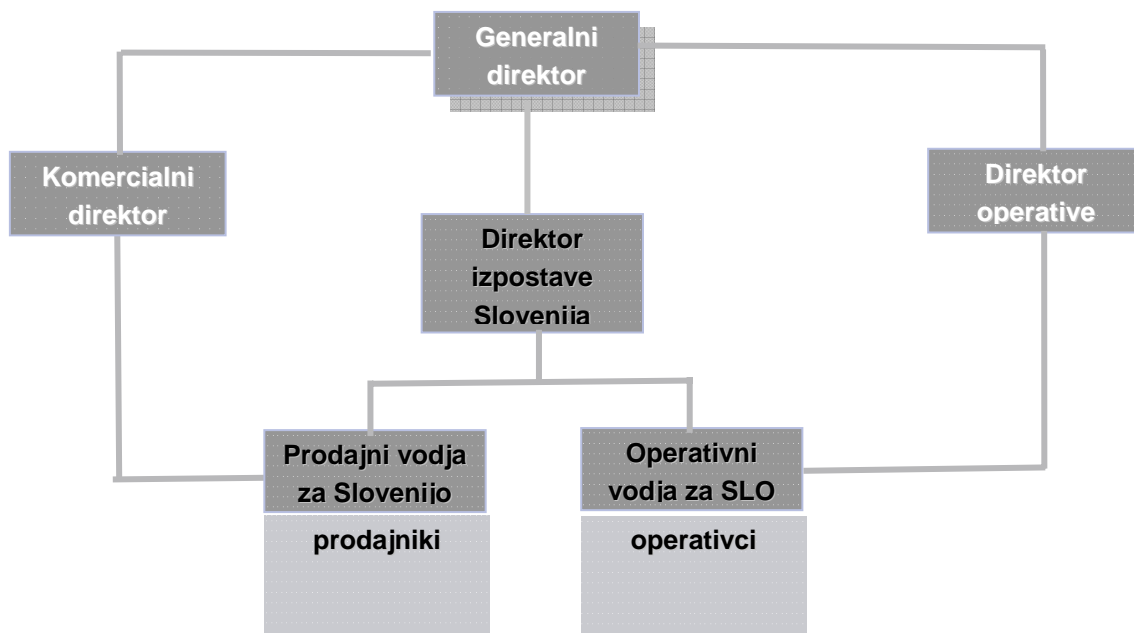 Generalni
direktor
Komercialni
direktor
Direktor
operative
Direktor
izpostave
Slovenija
Prodajni vodja
za Slovenijo
Operativni
vodja za SLO
prodajniki
operativci